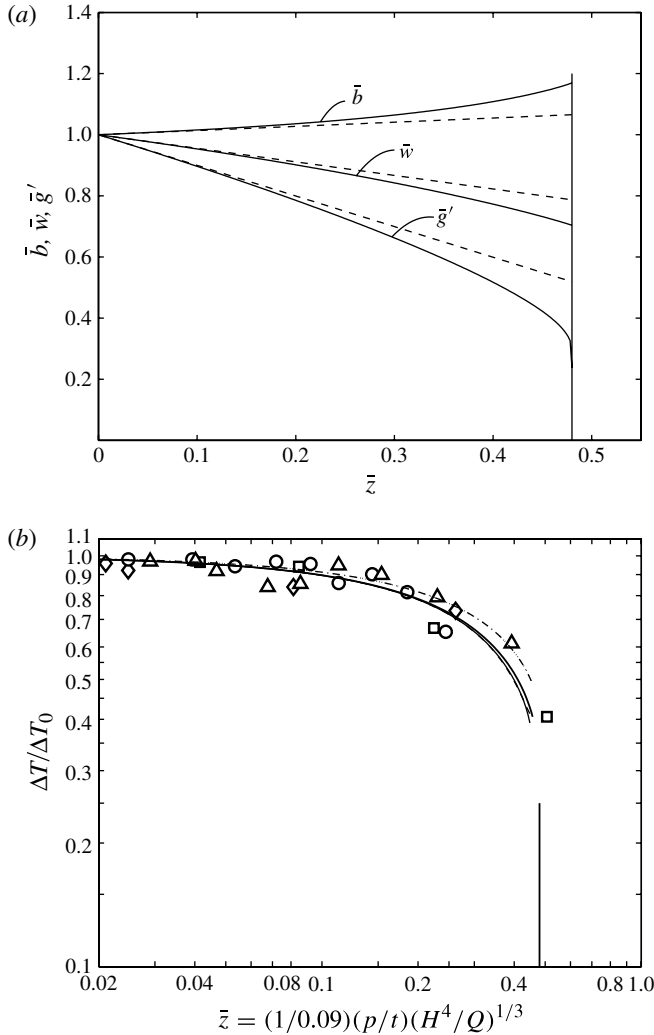 (a)
1.4
1.2
1.0
0.8
0.6
0.4
0.2
b̄
w̄
ḡ′
b̄, w̄, ḡ′
0 0.1 0.2 0.3 0.4 0.5
z̄
(b)
1.1
1.0
0.9
0.8
0.7
0.6
0.5
0.4
0.3
0.2
0.1
ΔT/ΔT₀
0.02 0.04 0.08 0.1 0.2 0.4 0.8 1.0
z̄ = (1/0.09)(p/t)(H⁴/Q)¹ᐟ³